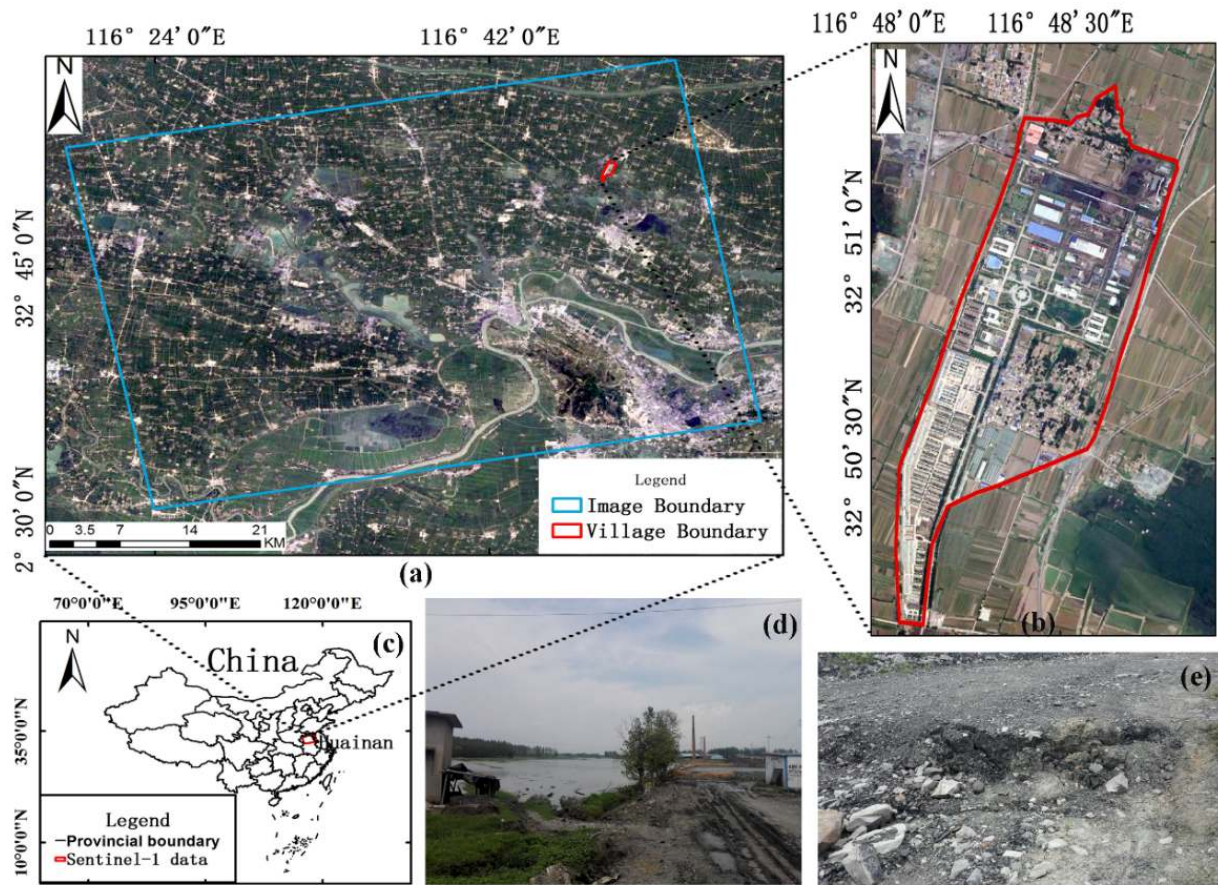 116° 24′0″E
116° 42′0″E
N
32° 45′0″N
2° 30′0″N
0 3.5 7 14 21
KM
Legend
Image Boundary
Village Boundary
(a)
116° 48′0″E
116° 48′30″E
N
32° 51′0″N
32° 50′30″N
(b)
70°0'0"E
95°0'0"E
120°0'0"E
N
(c)
China
Huainan
35°0'0"N
10°0'0"N
Legend
Provincial boundary
Sentinel-1 data
(d)
(e)